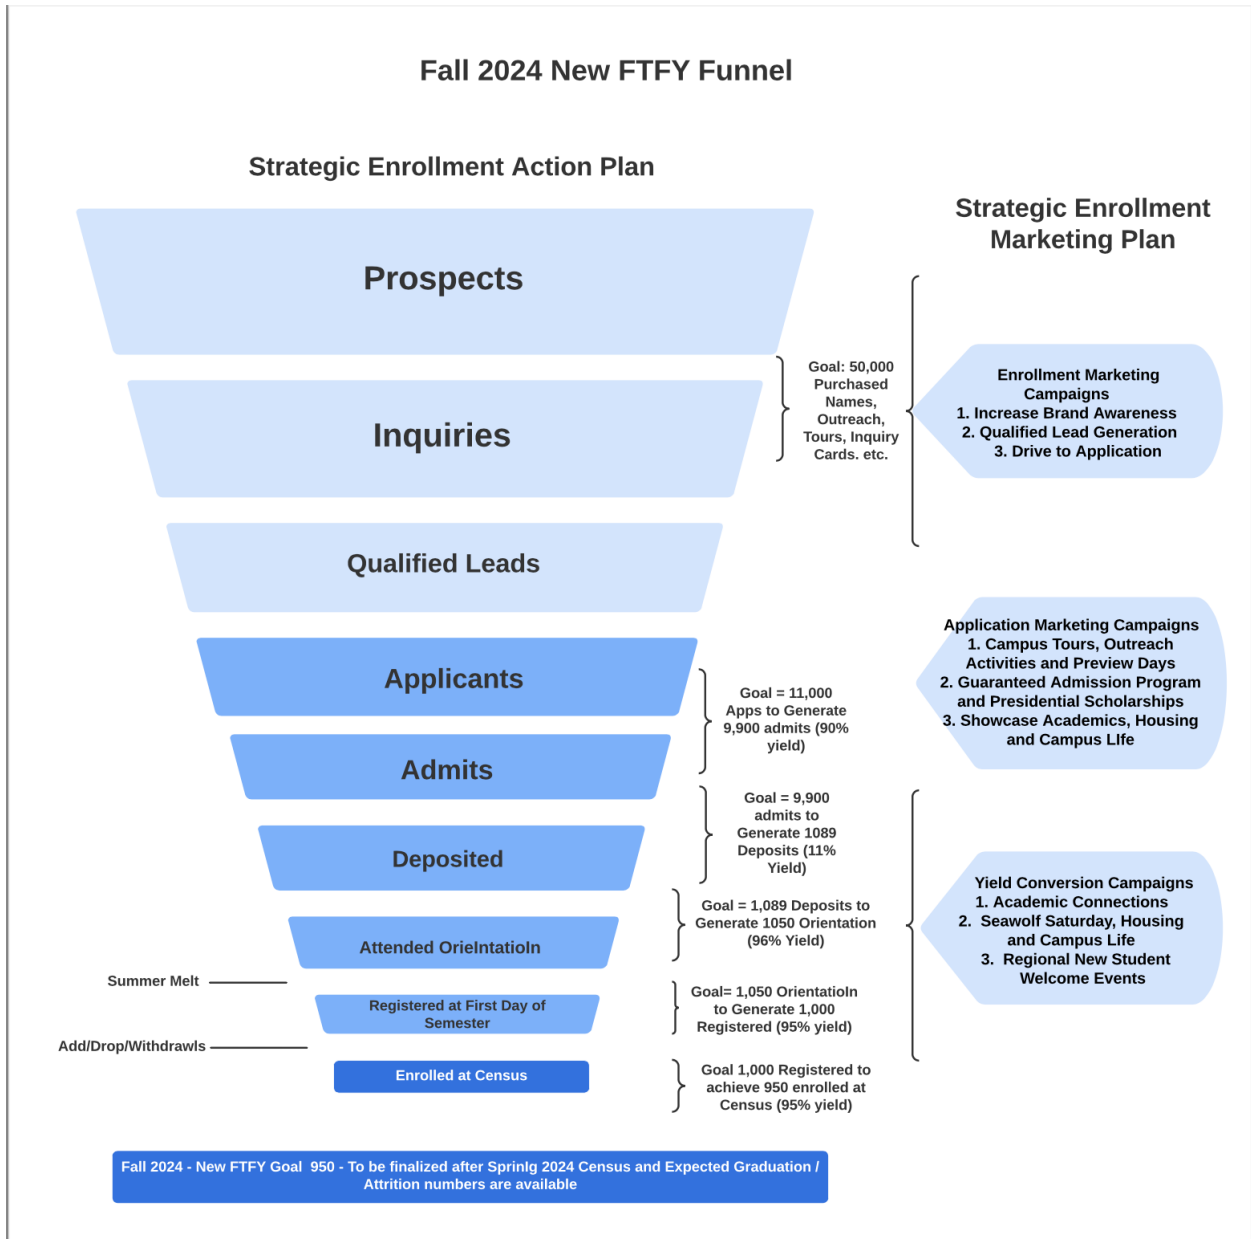 Fall 2024 New FTFY Funnel
Strategic Enrollment Action Plan
Strategic Enrollment
Marketing Plan
Prospects
Goal: 50,000
Purchased
Names,
Outreach,
Tours, Inquiry
Cards. etc.
Enrollment Marketing
Campaigns
1. Increase Brand Awareness
2. Qualified Lead Generation
3. Drive to Application
Inquiries
Qualified Leads
Application Marketing Campaigns
1. Campus Tours, Outreach
Activities and Preview Days
2. Guaranteed Admission Program
and Presidential Scholarships
3. Showcase Academics, Housing
and Campus LIfe
Applicants
Goal = 11,000
Apps to Generate
9,900 admits (90%
yield)
Admits
Goal = 9,900
admits to
Generate 1089
Deposits (11%
Yield)
Deposited
Yield Conversion Campaigns
1. Academic Connections
2. Seawolf Saturday, Housing
and Campus Life
3. Regional New Student
Welcome Events
Goal = 1,089 Deposits to
Generate 1050 Orientation
(96% Yield)
Attended OrieIntatioIn
Summer Melt
Goal= 1,050 OrientatioIn
to Generate 1,000
Registered (95% yield)
Registered at First Day of
Semester
Add/Drop/Withdrawls
Enrolled at Census
Goal 1,000 Registered to
achieve 950 enrolled at
Census (95% yield)
Fall 2024 - New FTFY Goal 950 - To be finalized after SprinIg 2024 Census and Expected Graduation /
Attrition numbers are available